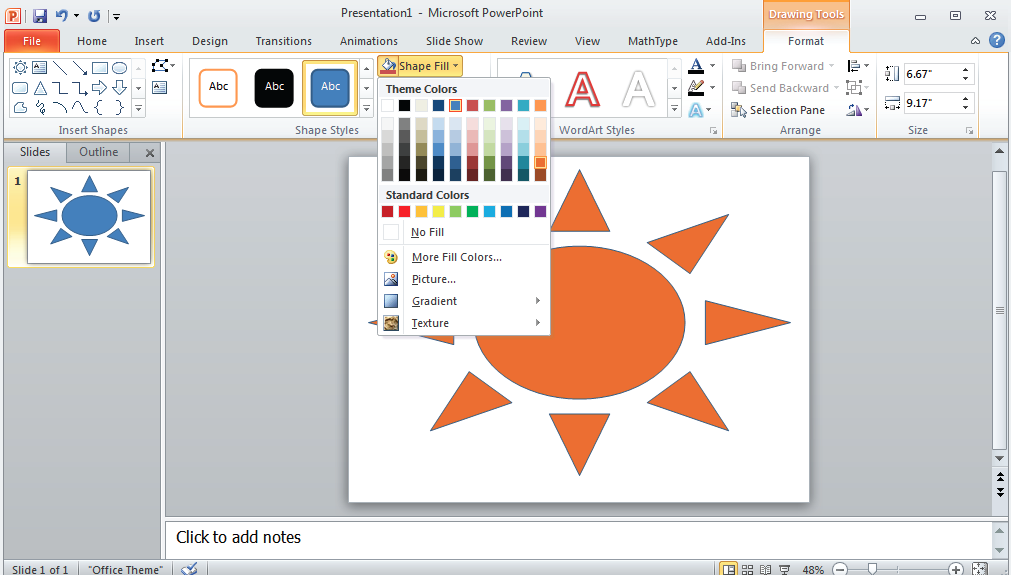 Presentation1 - Microsoft PowerPoint
Drawing Tools
File Home Insert Design Transitions Animations Slide Show Review View MathType Add-Ins Format
Shape Fill
Abc Abc Abc
Bring Forward
Send Backward
Selection Pane
6.67"
9.17"
Insert Shapes Shape Styles WordArt Styles Arrange Size
Theme Colors
Standard Colors
No Fill
More Fill Colors...
Picture...
Gradient
Texture
Slides Outline
1
Click to add notes
Slide 1 of 1 "Office Theme" 48%